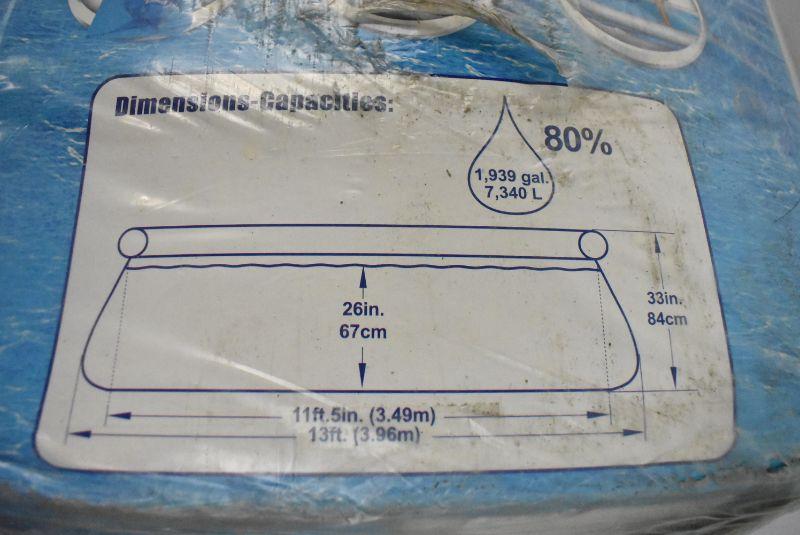 Dimensions-Capacities:
80%
1,939 gal.
7,340 L
26in.
67cm
33in.
84cm
11ft.5in. (3.49m)
13ft. (3.96m)